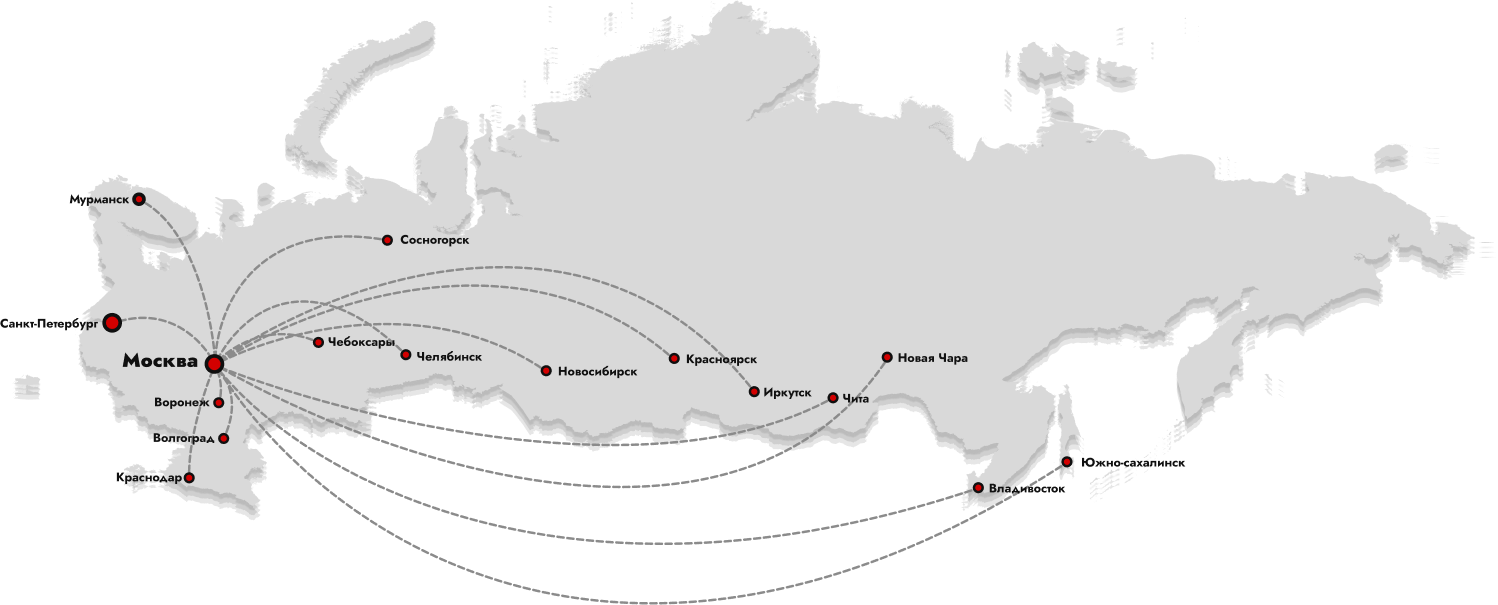 Мурманск
Сосногорск
Санкт-Петербург
Чебоксары
Челябинск
Москва
Новосибирск
Красноярск
Новая Чара
Иркутск
Чита
Воронеж
Волгоград
Краснодар
Южно-сахалинск
Владивосток